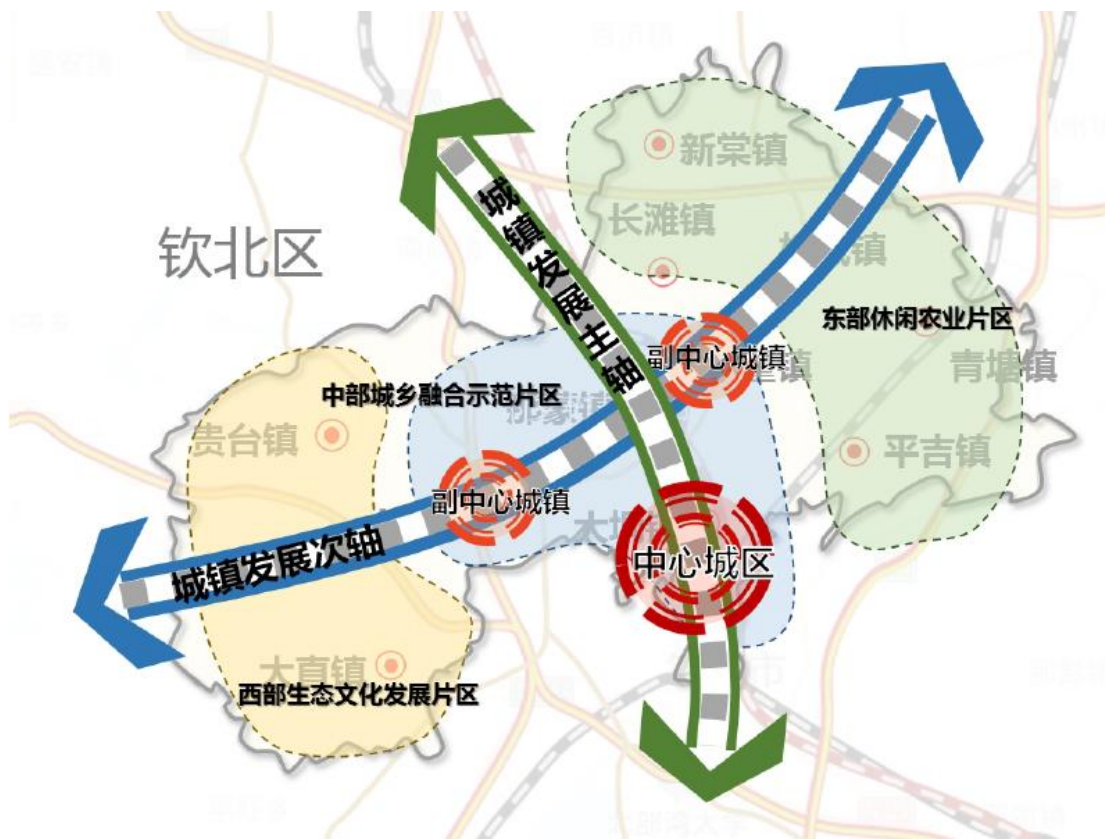 新棠镇
长滩镇
钦北区
城镇发展主轴
东部休闲农业片区
副中心城镇
青塘镇
中部城乡融合示范片区
贵台镇
平吉镇
副中心城镇
中心城区
城镇发展次轴
大直镇
西部生态文化发展片区